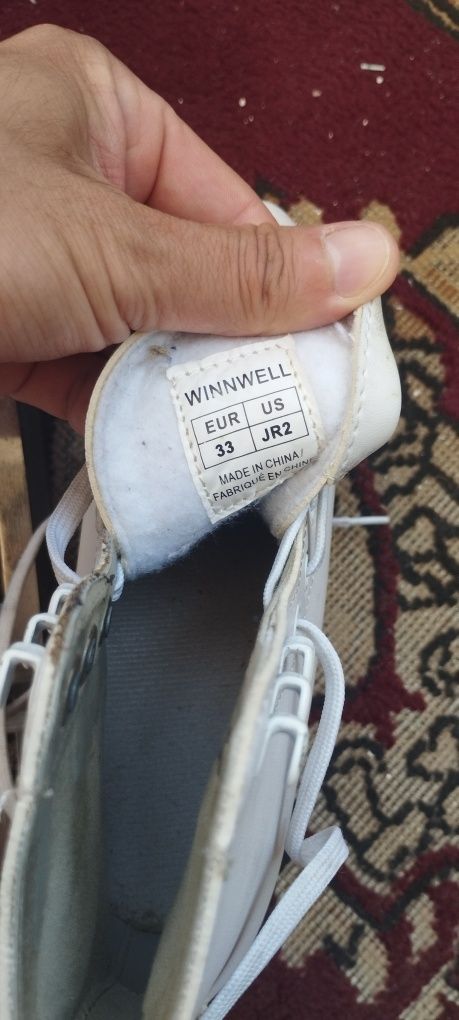 WINNWELL
EUR US
33 JR2
MADE IN CHINA /
FABRIQUÉ EN CHINE